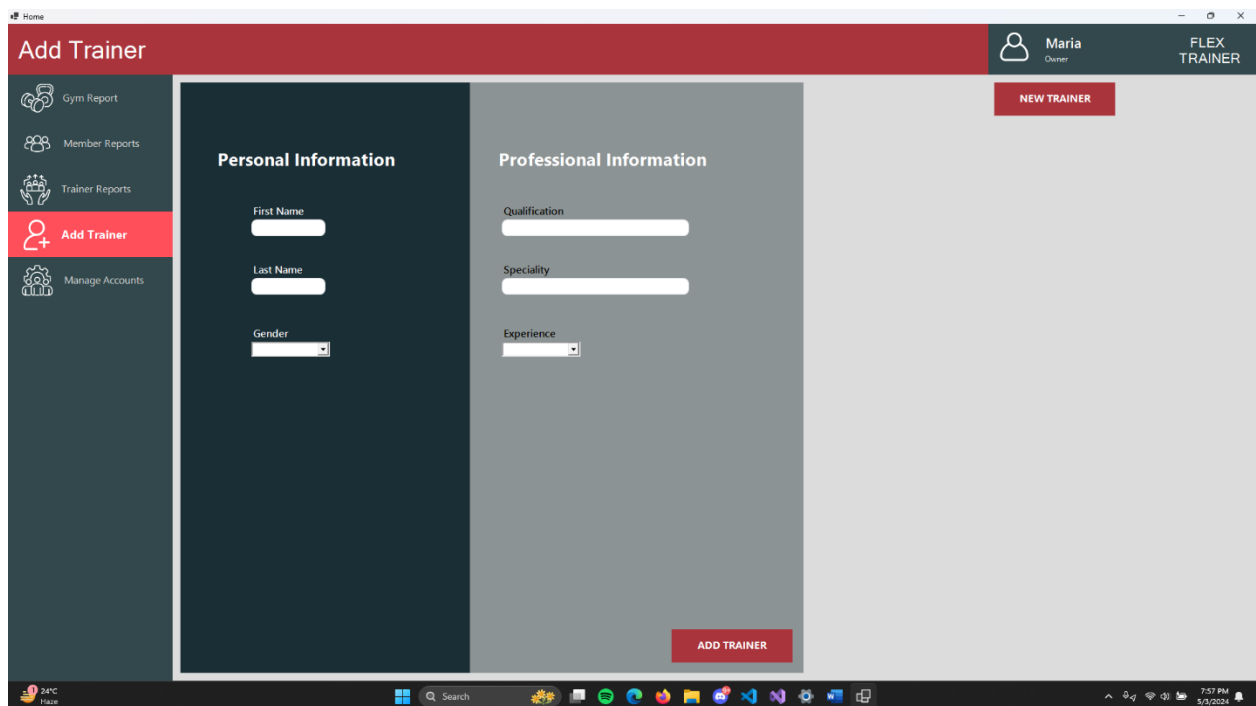 Home
Add Trainer
Maria
Owner
FLEX
TRAINER
Gym Report
Member Reports
Trainer Reports
Add Trainer
Manage Accounts
NEW TRAINER
Personal Information
First Name
Last Name
Gender
Professional Information
Qualification
Speciality
Experience
ADD TRAINER
1
24°C
Haze
Search
7:57 PM
5/3/2024